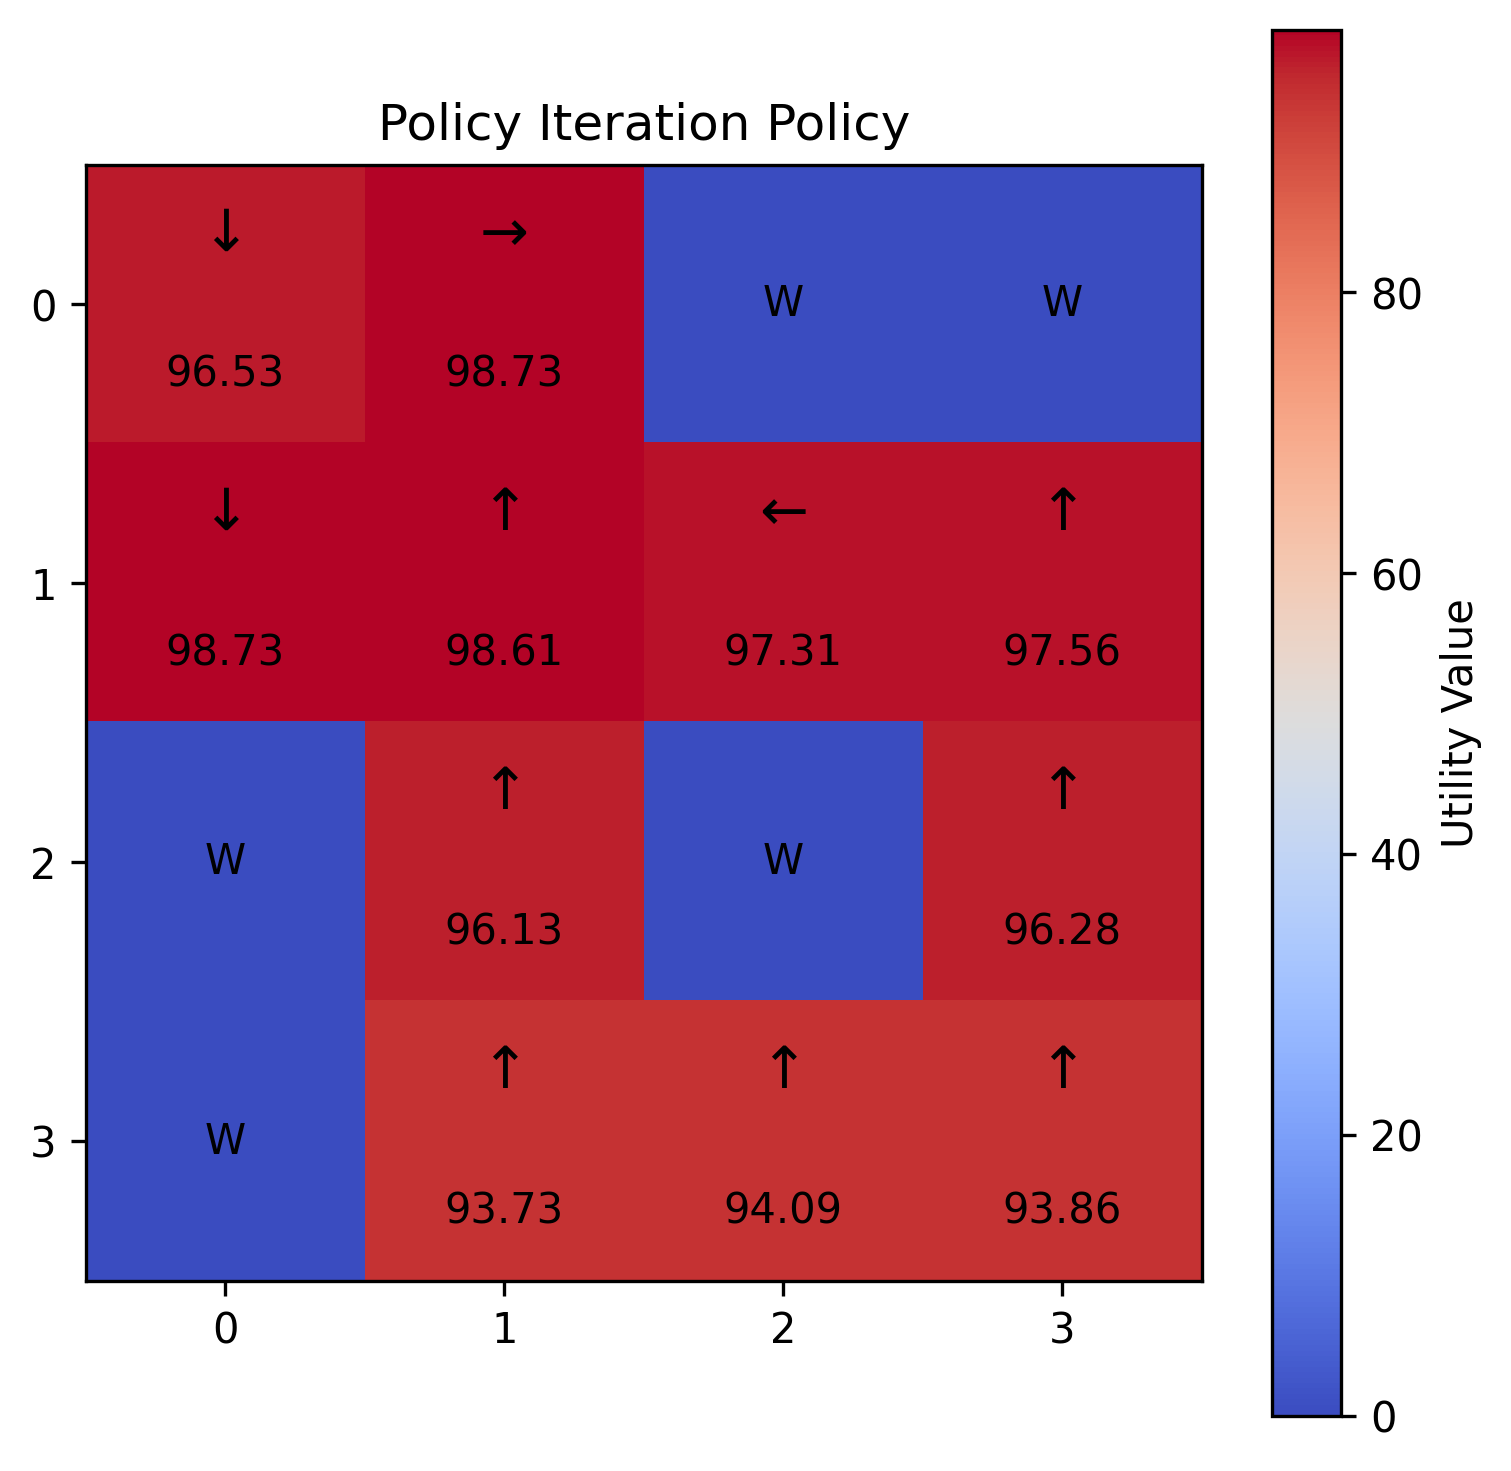 Policy Iteration Policy
↓ → W W
0
96.53 98.73
↓ ↑ ← ↑
1
98.73 98.61 97.31 97.56
↑ ↑
2 W W
96.13 96.28
↑ ↑ ↑
3 W
93.73 94.09 93.86
0 1 2 3
80
60
40
20
0
Utility Value